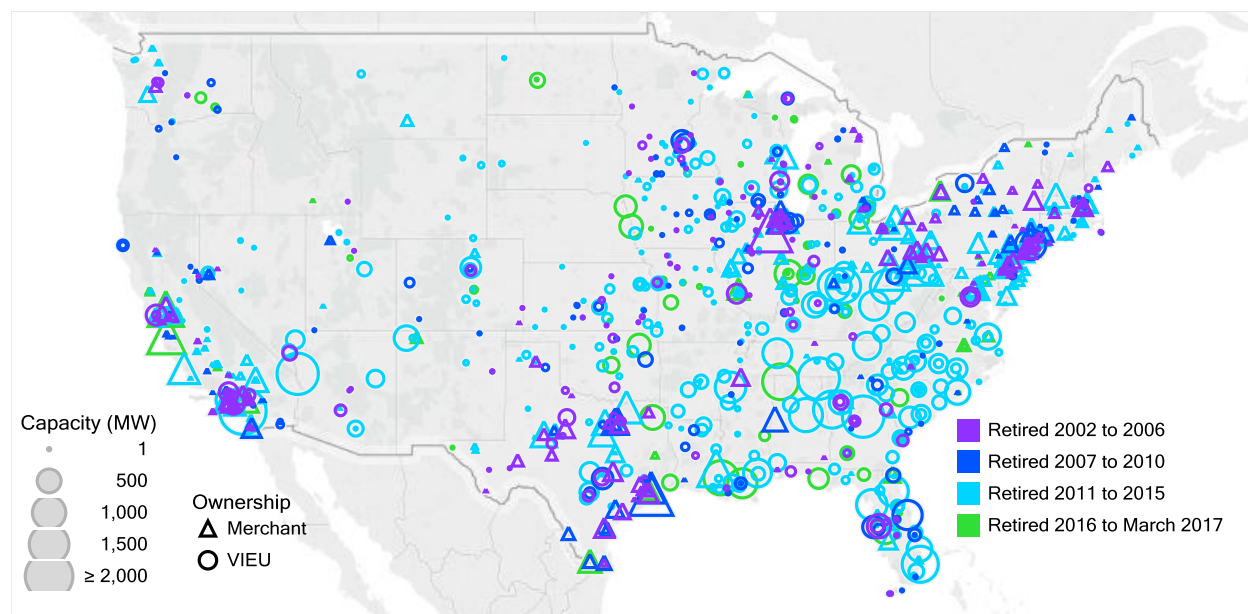 Capacity (MW)
1
500
1,000
1,500
≥ 2,000
Ownership
Merchant
VIEU
Retired 2002 to 2006
Retired 2007 to 2010
Retired 2011 to 2015
Retired 2016 to March 2017